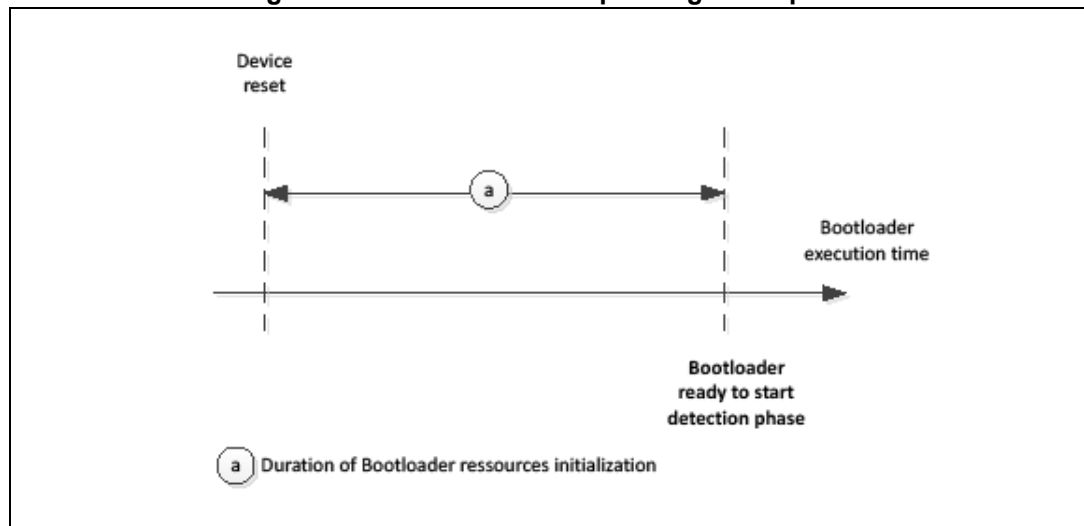 Device
reset
a
Bootloader
execution time
Bootloader
ready to start
detection phase
a Duration of Bootloader ressources initialization